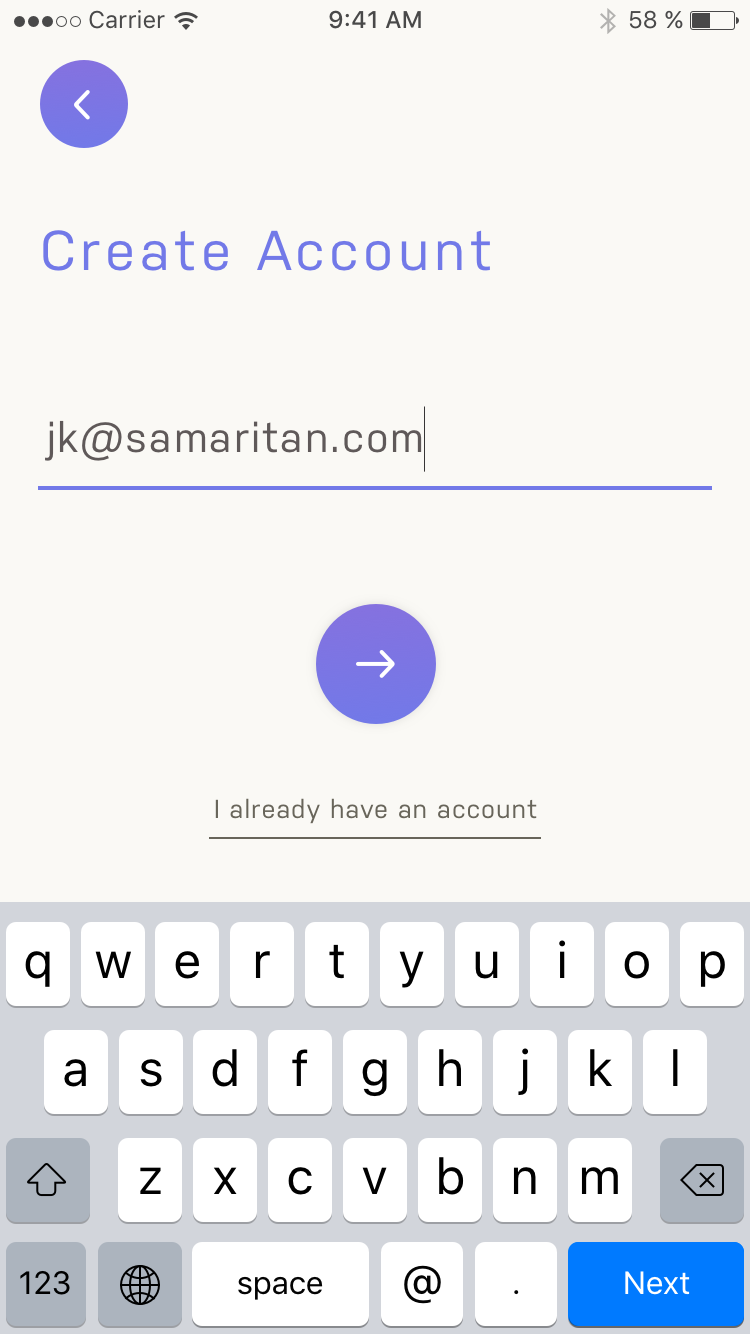 Carrier 9:41 AM 58 %
Create Account
jk@samaritan.com
I already have an account
q w e r t y u i o p
a s d f g h j k l
z x c v b n m
123 space @ . Next